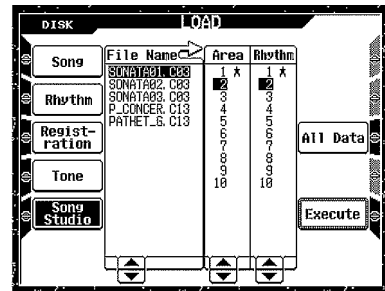 DISK LOAD
Song
Rhythm
Regist-
ration
Tone
Song
Studio
File Name Area Rhythm
SONATA01.C03 1 * 1 *
SONATA02.C03 2 2
SONATA03.C03 3 3
P_CONCER.C13 4 4
PATHET_G.C13 5 5
6 6
7 7
8 8
9 9
10 10
All Data
Execute